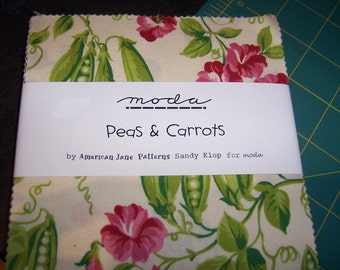 moda
Peas & Carrots
by American Jane Patterns Sandy Klop for moda